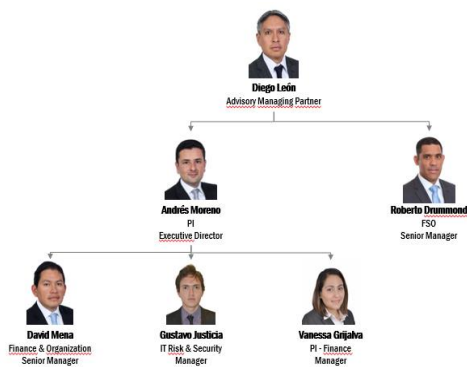 Diego León
Advisory Managing Partner
Andrés Moreno
PI
Executive Director
Roberto Drummond
FSO
Senior Manager
David Mena
Finance & Organization
Senior Manager
Gustavo Justicia
IT Risk & Security
Manager
Vanessa Grijalva
PI - Finance
Manager